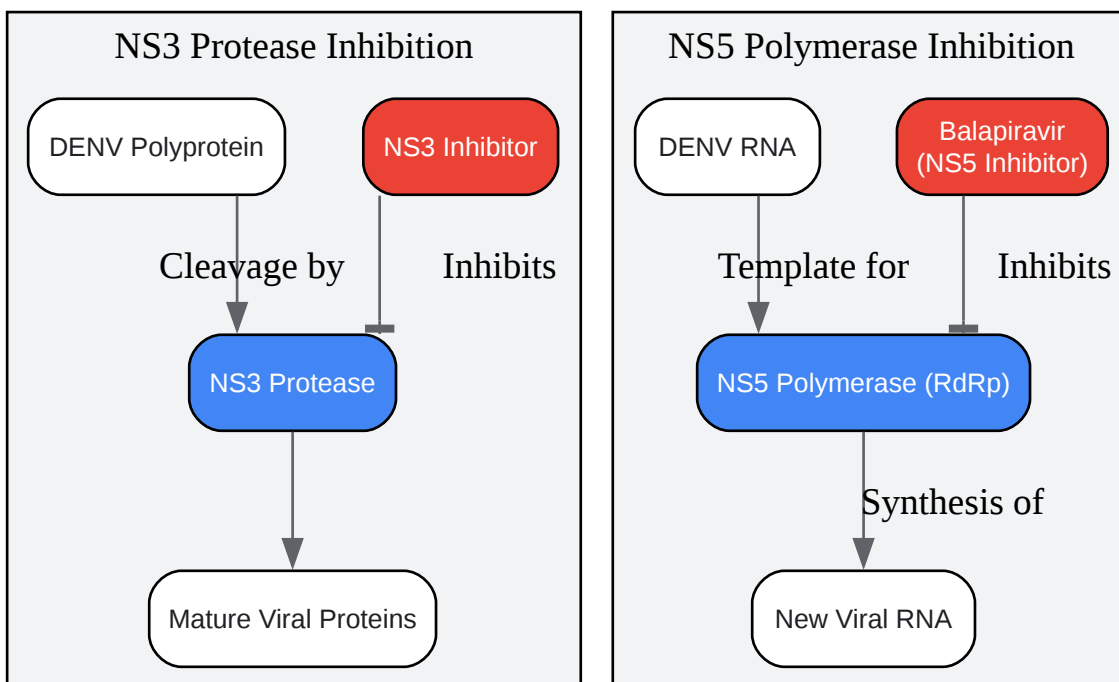 NS3 Protease Inhibition
DENV Polyprotein
NS3 Inhibitor
Cleavage by
Inhibits
NS3 Protease
Mature Viral Proteins
NS5 Polymerase Inhibition
DENV RNA
Balapiravir
(NS5 Inhibitor)
Template for
Inhibits
NS5 Polymerase (RdRp)
Synthesis of
New Viral RNA